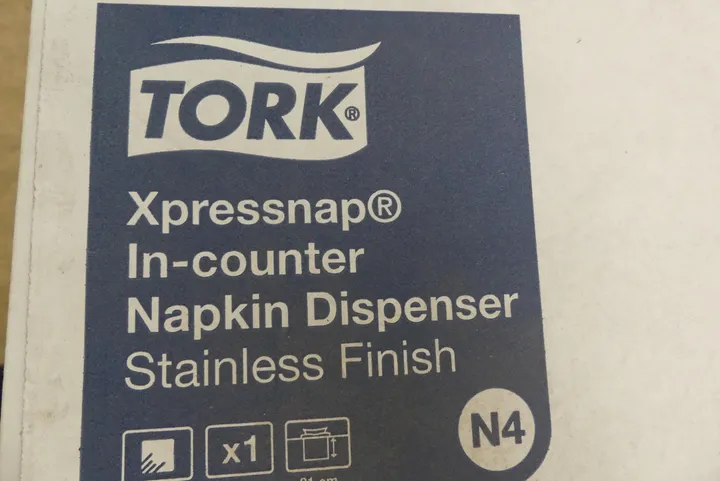 TORK®
Xpressnap®
In-counter
Napkin Dispenser
Stainless Finish
x1
N4